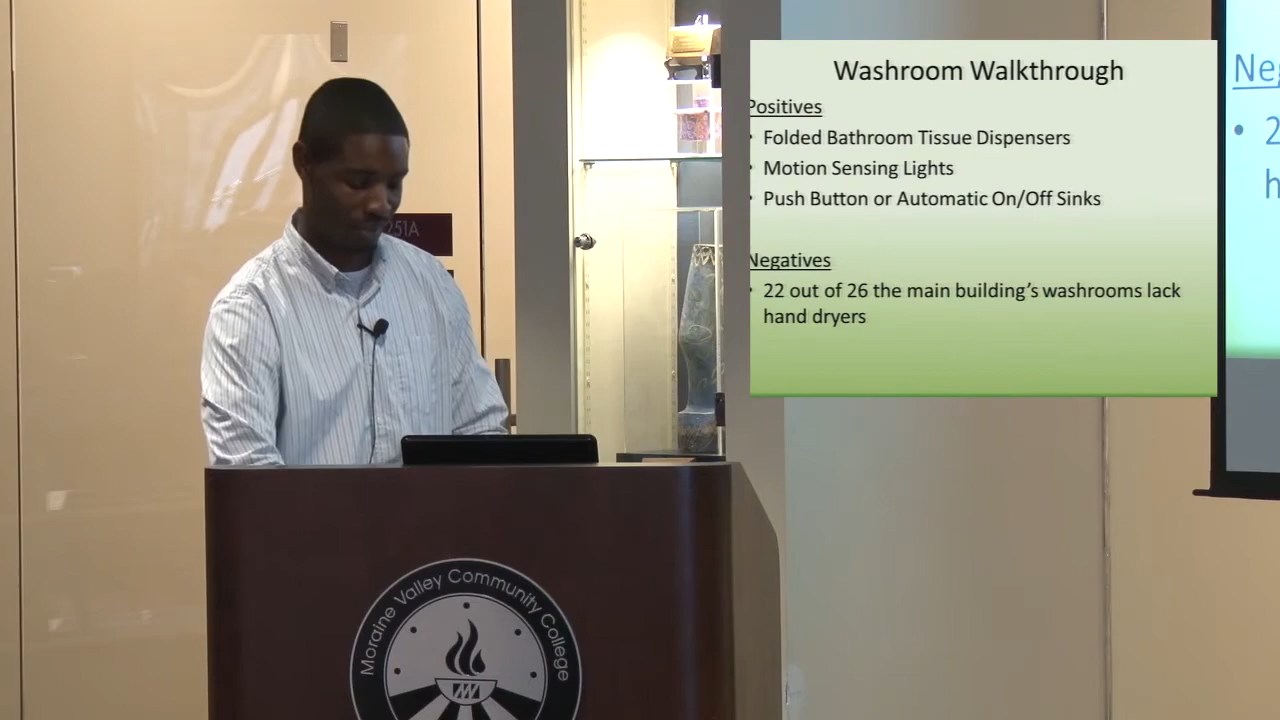 Washroom Walkthrough
Positives
• Folded Bathroom Tissue Dispensers
• Motion Sensing Lights
• Push Button or Automatic On/Off Sinks
Negatives
• 22 out of 26 the main building's washrooms lack
hand dryers
251A
Moraine Valley Community College
Neg
• 2
h